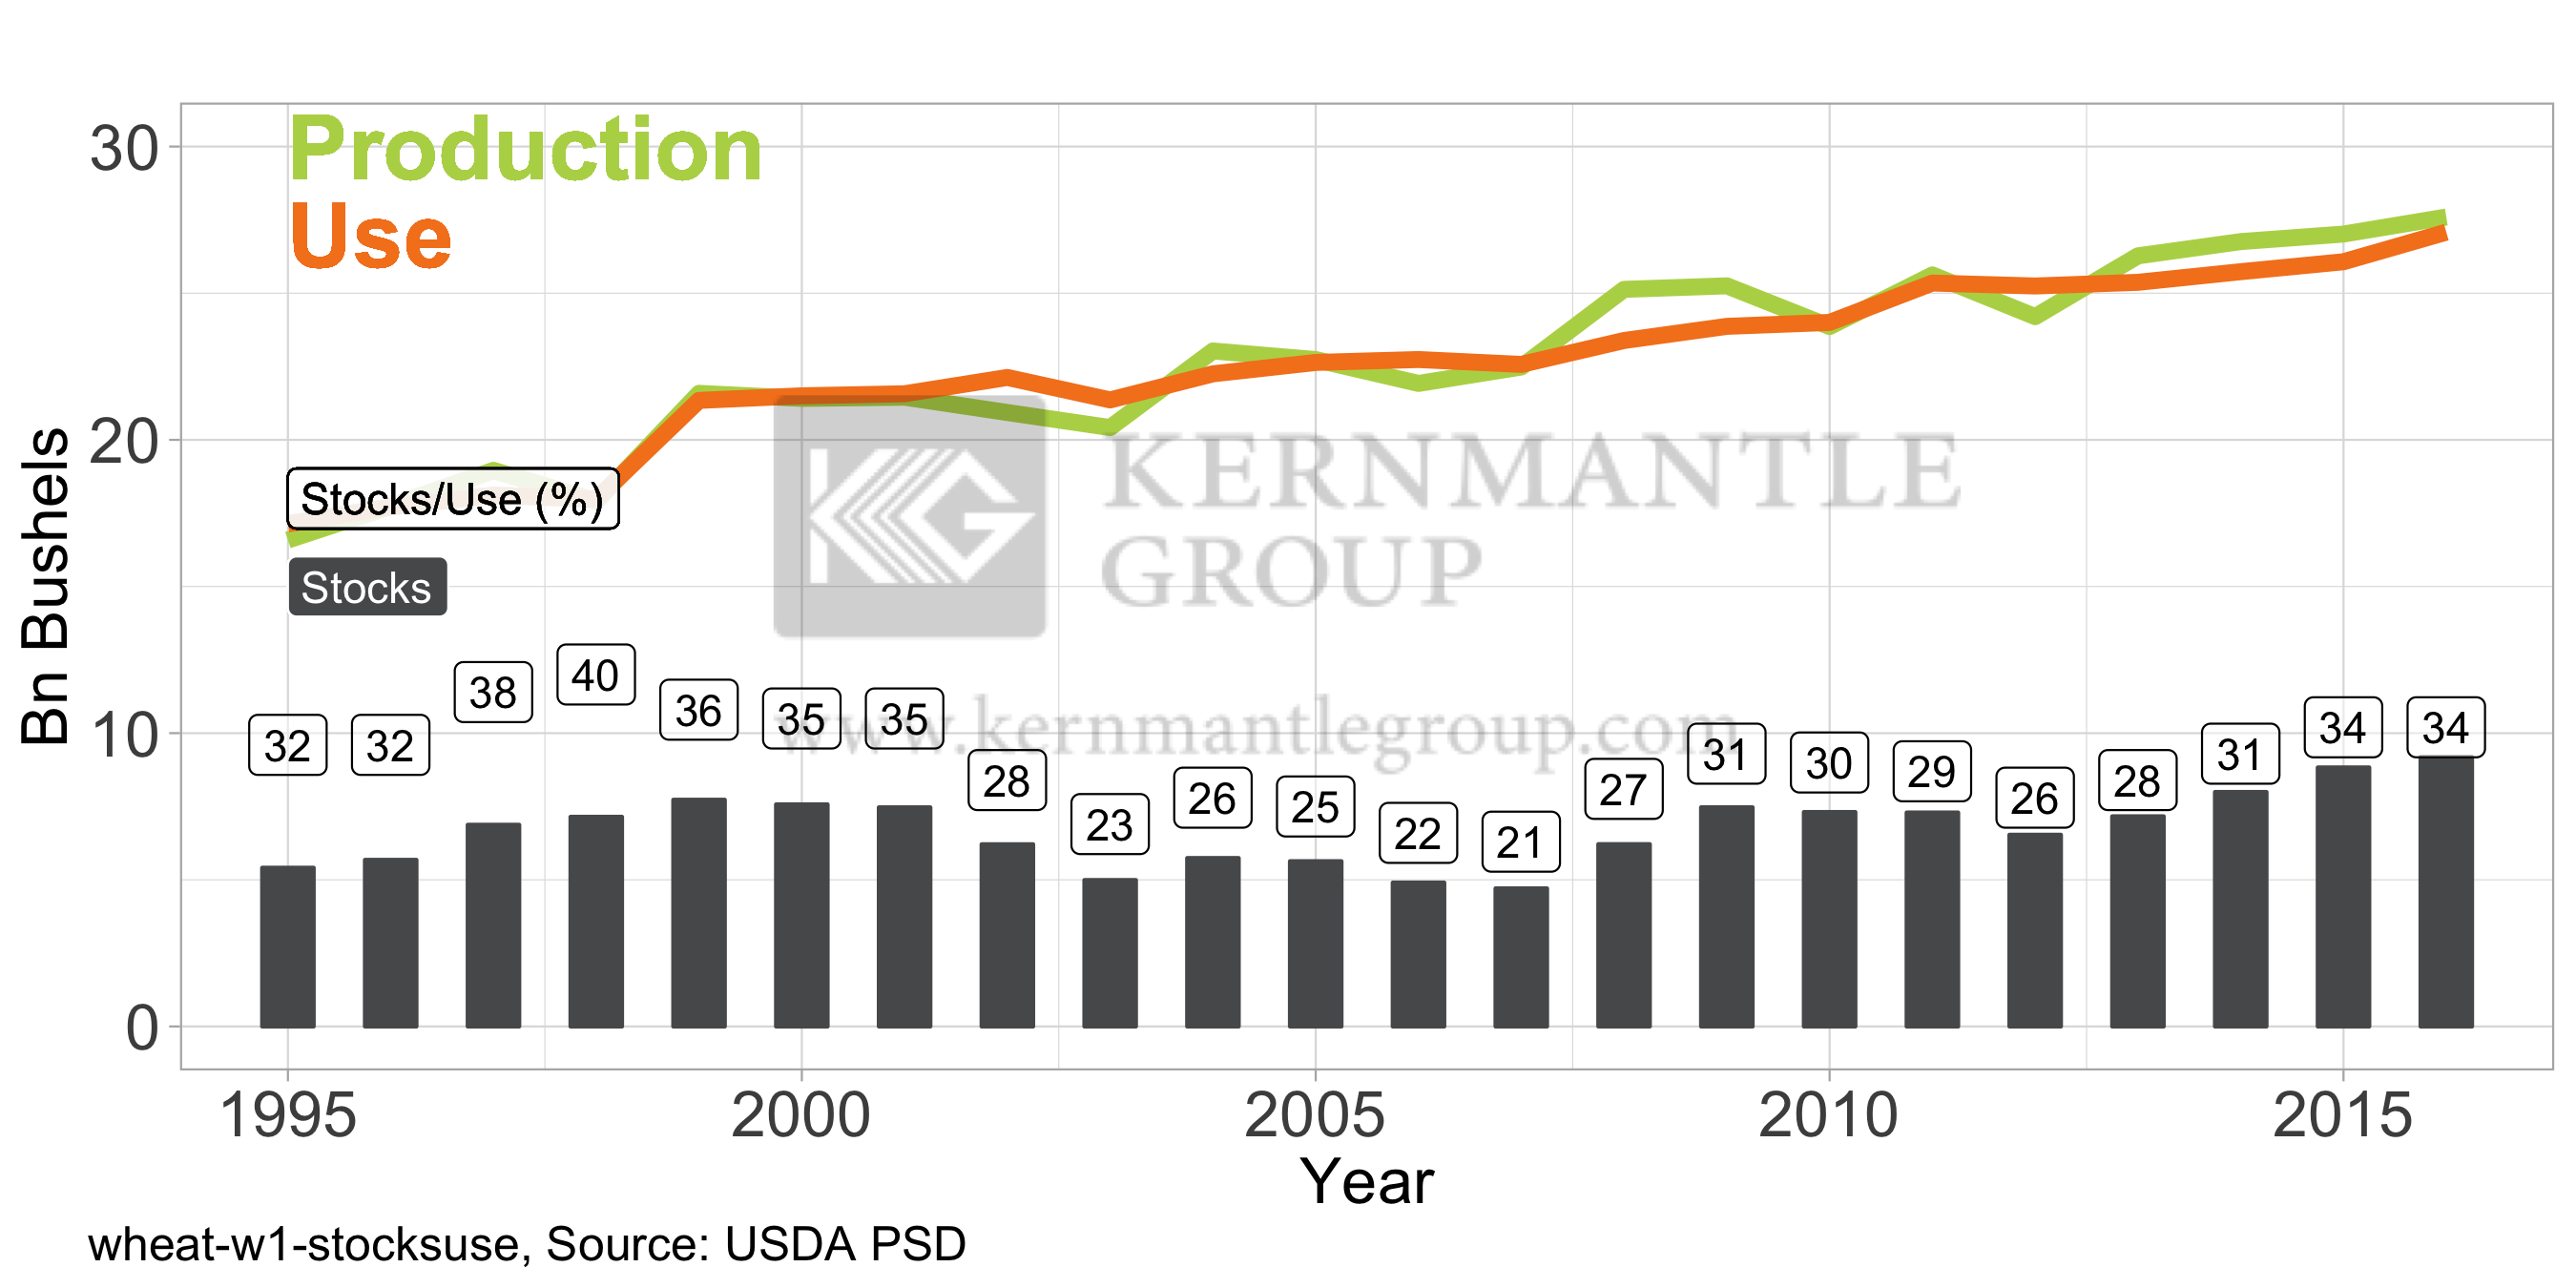 Production
Use
Stocks/Use (%)
Stocks
KERNMANTLE
GROUP
www.kernmantlegroup.com
Bn Bushels
30
20
10
0
32 32 38 40 36 35 35 28 23 26 25 22 21 27 31 30 29 26 28 31 34 34
1995 2000 2005 2010 2015
Year
wheat-w1-stocksuse, Source: USDA PSD